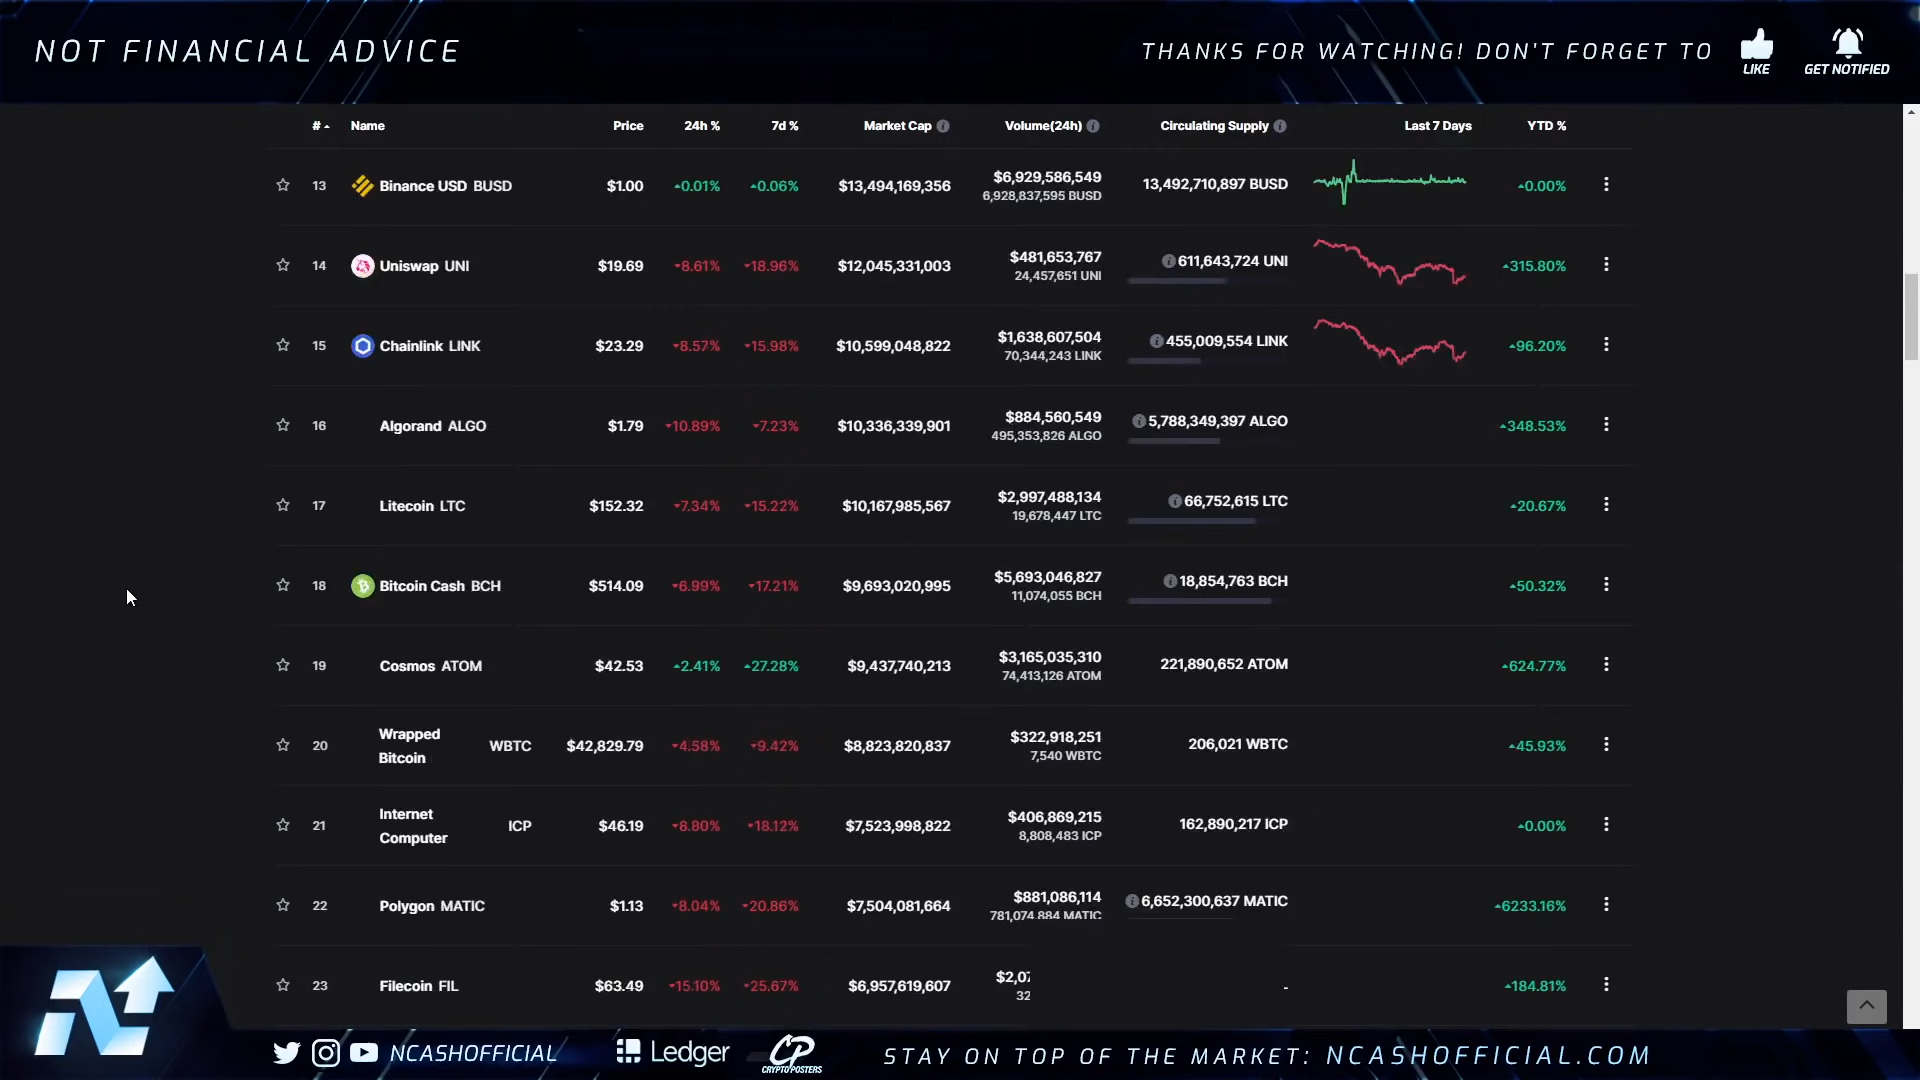 NOT FINANCIAL ADVICE
THANKS FOR WATCHING! DON'T FORGET TO
LIKE
GET NOTIFIED
# Name Price 24h % 7d % Market Cap Volume(24h) Circulating Supply Last 7 Days YTD %
13 Binance USD BUSD $1.00 0.01% 0.06% $13,494,169,356 $6,929,586,549 13,492,710,897 BUSD 0.00%
6,928,837,595 BUSD
14 Uniswap UNI $19.69 8.61% 18.96% $12,045,331,003 $481,653,767 611,643,724 UNI 315.80%
24,457,651 UNI
15 Chainlink LINK $23.29 8.57% 15.98% $10,599,048,822 $1,638,607,504 455,009,554 LINK 96.20%
70,344,243 LINK
16 Algorand ALGO $1.79 10.89% 7.23% $10,336,339,901 $884,560,549 5,788,349,397 ALGO 348.53%
495,353,826 ALGO
17 Litecoin LTC $152.32 7.34% 15.22% $10,167,985,567 $2,997,488,134 66,752,615 LTC 20.67%
19,678,447 LTC
18 Bitcoin Cash BCH $514.09 6.99% 17.21% $9,693,020,995 $5,693,046,827 18,854,763 BCH 50.32%
11,074,055 BCH
19 Cosmos ATOM $42.53 2.41% 27.28% $9,437,740,213 $3,165,035,310 221,890,652 ATOM 624.77%
74,413,126 ATOM
20 Wrapped Bitcoin WBTC $42,829.79 4.58% 9.42% $8,823,820,837 $322,918,251 206,021 WBTC 45.93%
7,540 WBTC
21 Internet Computer ICP $46.19 8.80% 18.12% $7,523,998,822 $406,869,215 162,890,217 ICP 0.00%
8,808,483 ICP
22 Polygon MATIC $1.13 8.04% 20.86% $7,504,081,664 $881,086,114 6,652,300,637 MATIC 6233.16%
781,074,884 MATIC
23 Filecoin FIL $63.49 15.10% 25.67% $6,957,619,607 $2,07 - 184.81%
32
NCASHOFFICIAL
Ledger
CP
CRYPTOPOSTERS
STAY ON TOP OF THE MARKET: NCASHOFFICIAL.COM